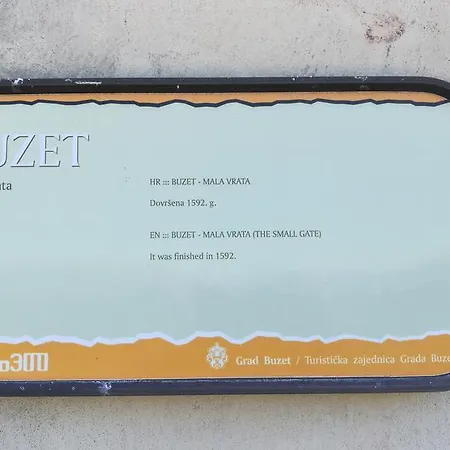 UZET
HR ::: BUZET - MALA VRATA
Dovršena 1592. g.
EN ::: BUZET - MALA VRATA (THE SMALL GATE)
It was finished in 1592.
Grad Buzet / Turistička zajednica Grada Buze